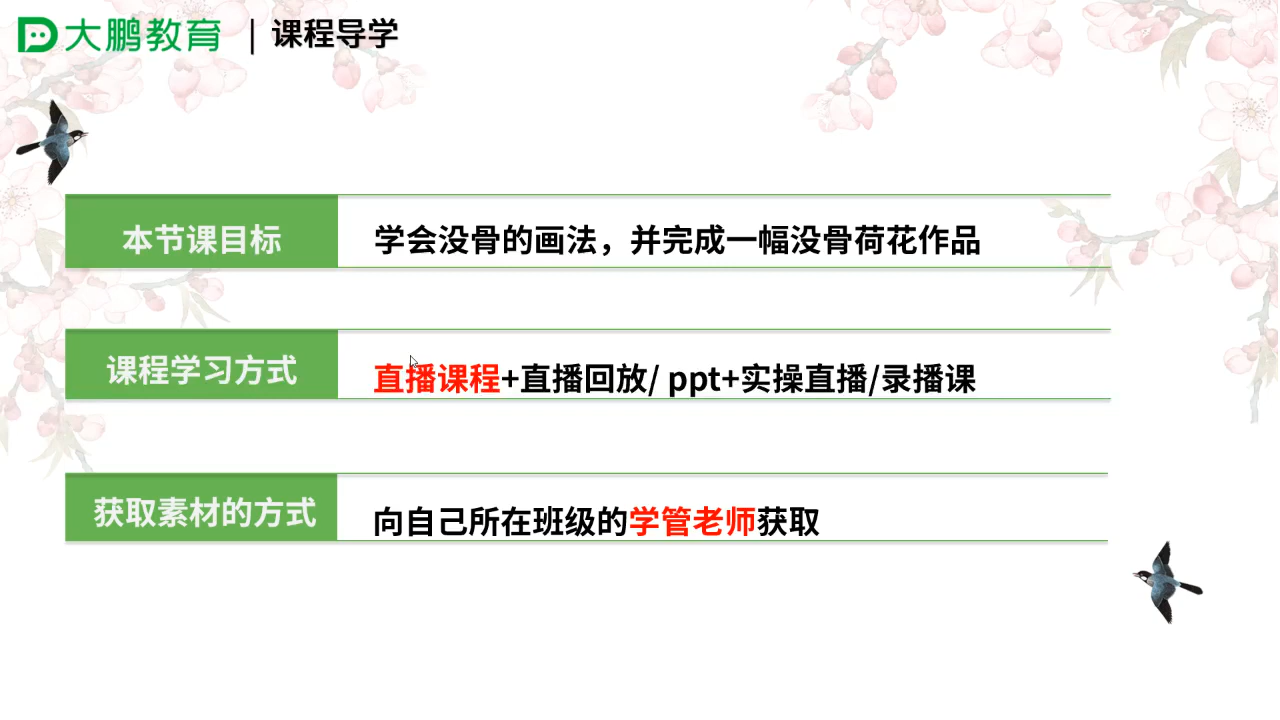 大鹏教育 | 课程导学
本节课目标
学会没骨的画法，并完成一幅没骨荷花作品
课程学习方式
直播课程+直播回放/ ppt+实操直播/录播课
获取素材的方式
向自己所在班级的学管老师获取